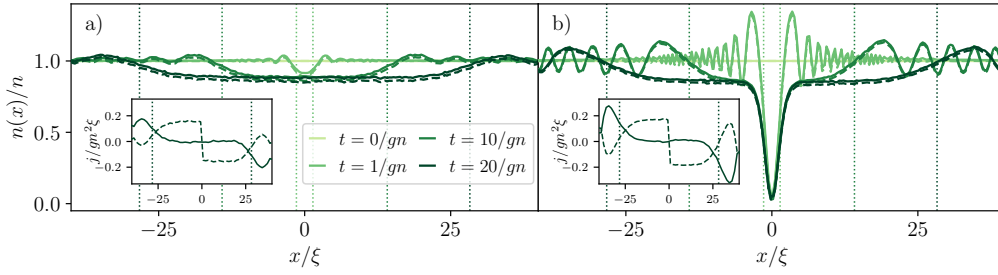 a)
b)
n(x)/n
1.0
0.5
0.0
j/gn²ξ
0.2
0.0
−0.2
−25
0
25
t = 0/gn
t = 1/gn
t = 10/gn
t = 20/gn
j/gn²ξ
0.2
0.0
−0.2
−25
0
25
−25
0
25
x/ξ
−25
0
25
x/ξ